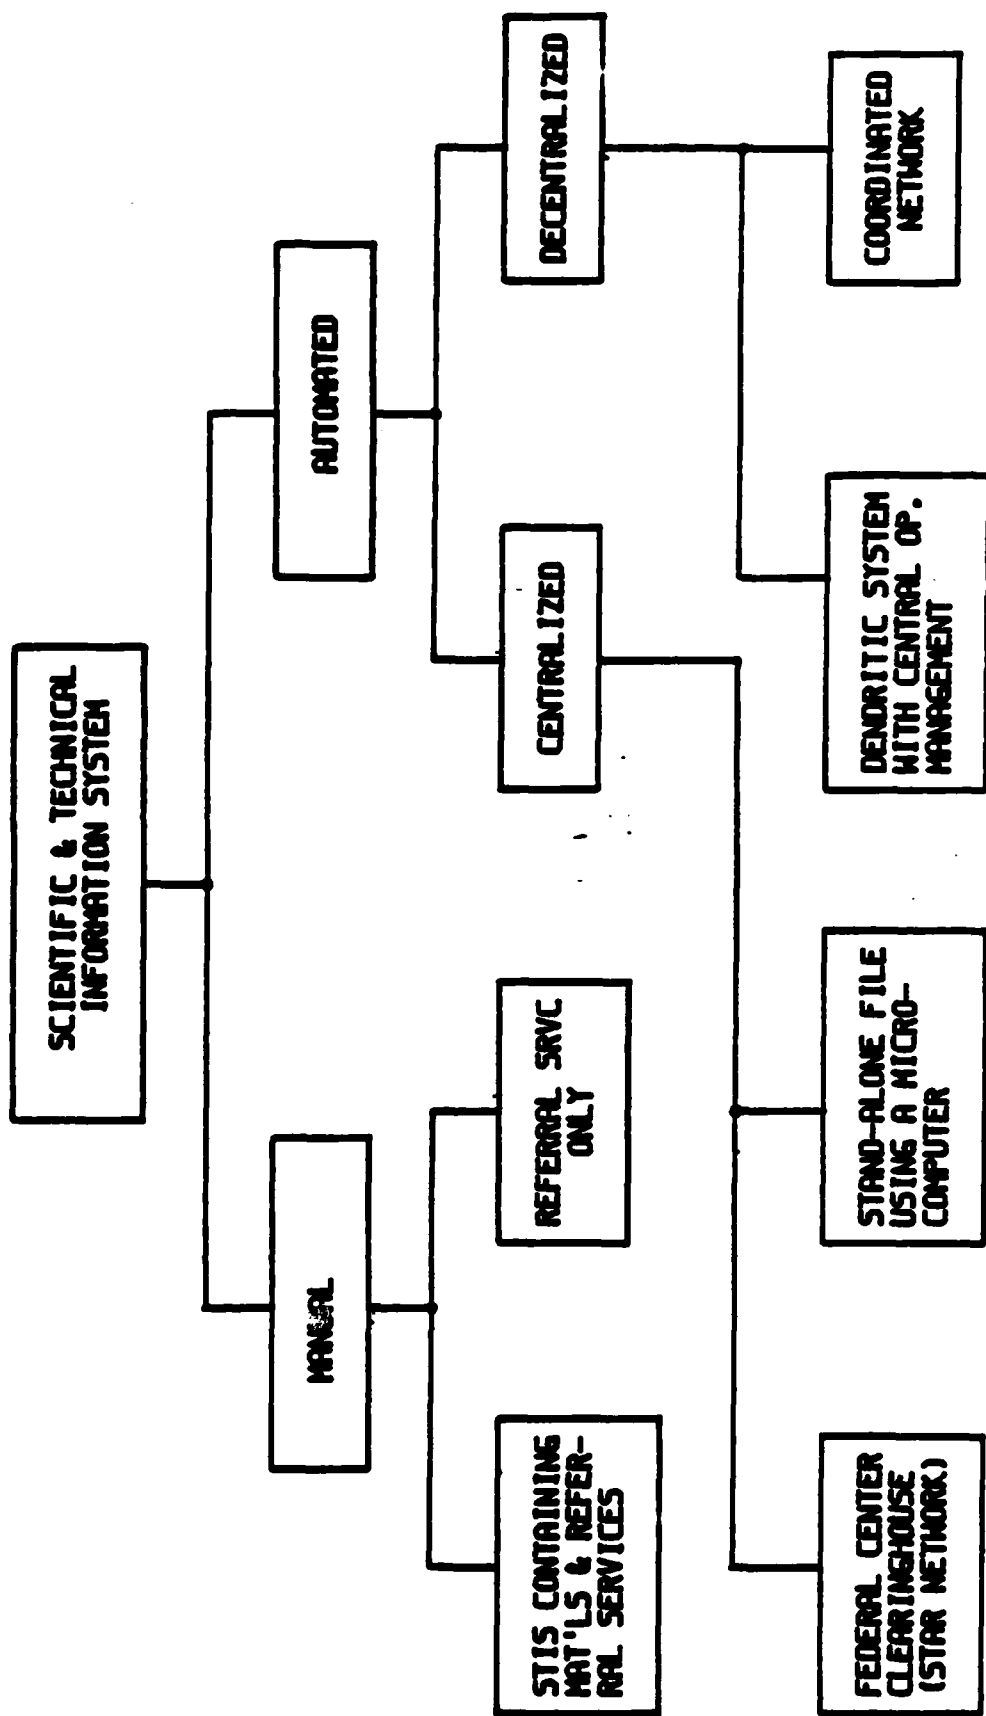 SCIENTIFIC & TECHNICAL
INFORMATION SYSTEM
MANUAL
AUTOMATED
STIS CONTAINING
MAT'LS & REFER-
RAL SERVICES
REFERRAL SRVC
ONLY
CENTRALIZED
DECENTRALIZED
FEDERAL CENTER
CLEARINGHOUSE
(STAR NETWORK)
STAND-ALONE FILE
USING A MICRO-
COMPUTER
DENDRITIC SYSTEM
WITH CENTRAL OP.
MANAGEMENT
COORDINATED
NETWORK